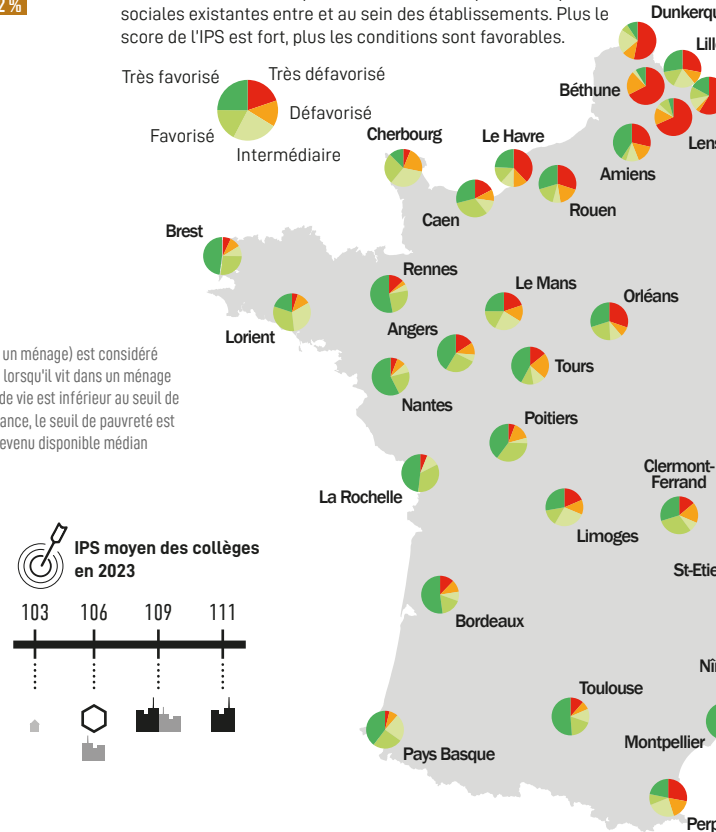 2 %
sociales existantes entre et au sein des établissements. Plus le
score de l'IPS est fort, plus les conditions sont favorables.
Très favorisé
Très défavorisé
Défavorisé
Favorisé
Intermédiaire
Dunkerqu
Lill
Béthune
Lens
Cherbourg
Le Havre
Amiens
Caen
Rouen
Brest
Rennes
Le Mans
Orléans
Lorient
Angers
Tours
Nantes
Poitiers
un ménage) est considéré
lorsqu'il vit dans un ménage
de vie est inférieur au seuil de
ance, le seuil de pauvreté est
evenu disponible médian
La Rochelle
Clermont-
Ferrand
Limoges
St-Etie
IPS moyen des collèges
en 2023
103 106 109 111
Bordeaux
Nî
Toulouse
Montpellier
Pays Basque
Perp